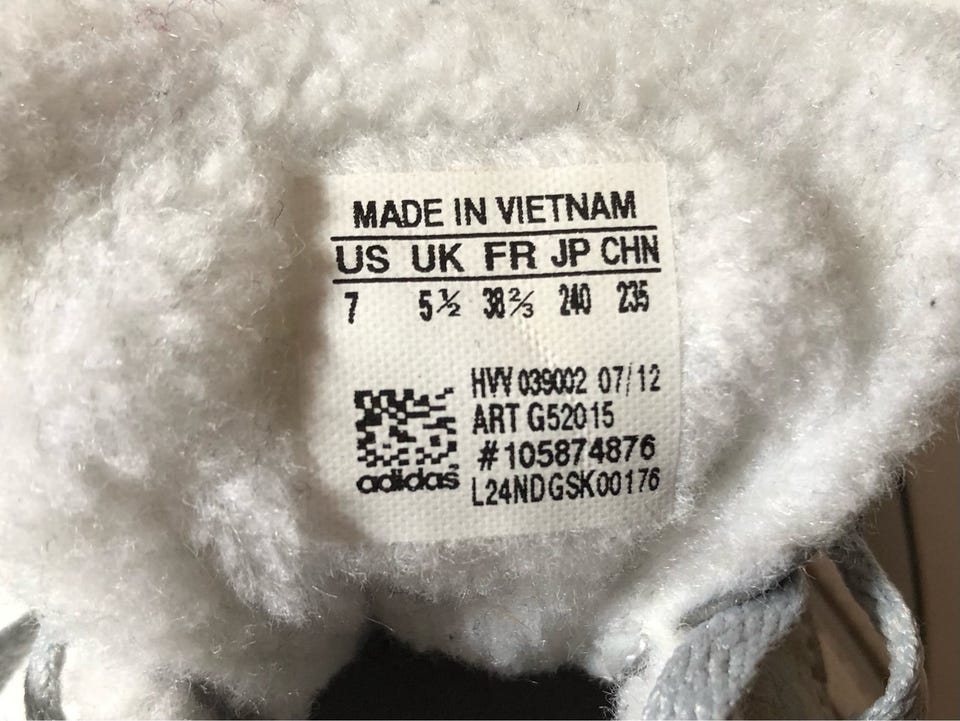 MADE IN VIETNAM
US UK FR JP CHN
7 5½ 38⅔ 240 235
HVY 039002 07/12
ART G52015
#105874876
adidas
L24NDGSK00176